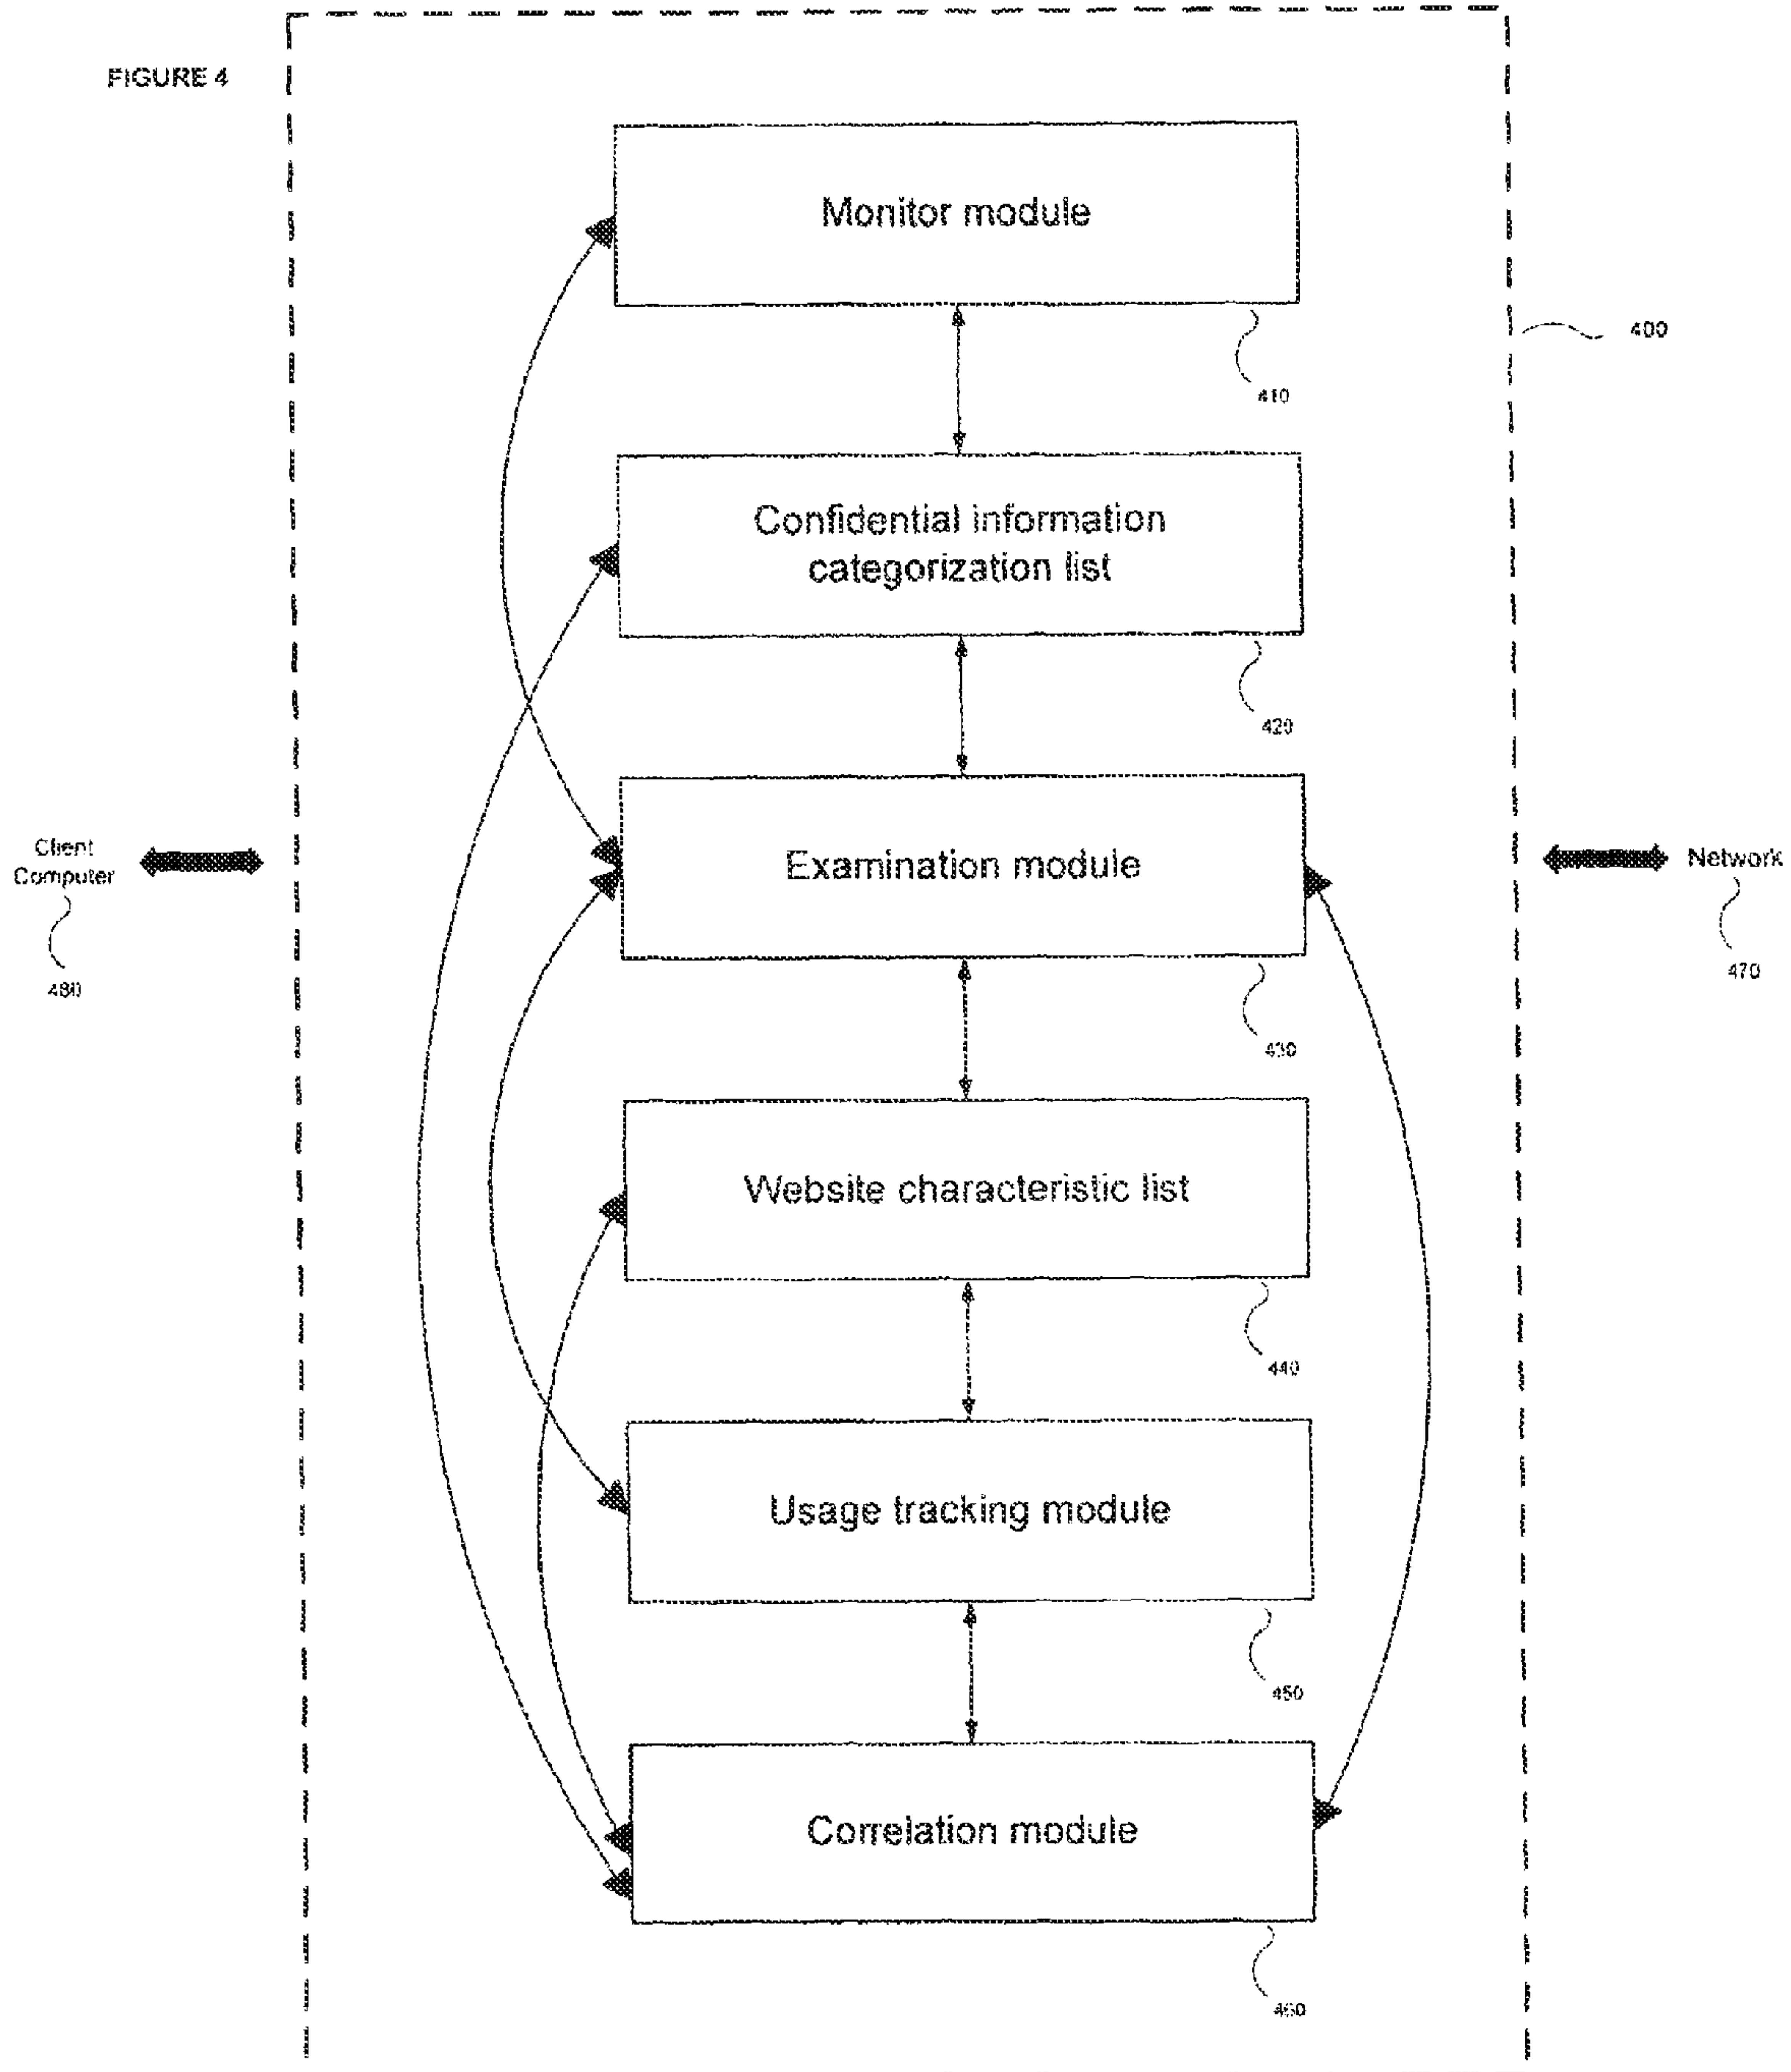 FIGURE 4
Monitor module
400
410
Confidential information
categorization list
420
Client
Computer
480
Examination module
Network
470
430
Website characteristic list
440
Usage tracking module
450
Correlation module
460